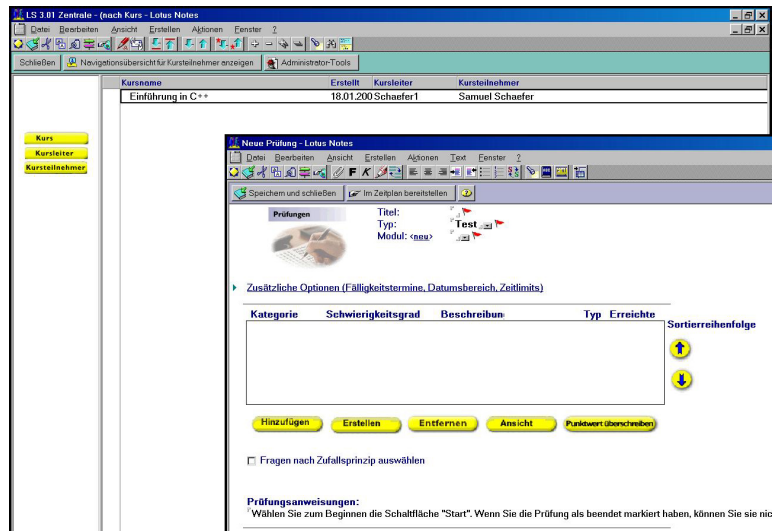 LS 3.01 Zentrale - (nach Kurs - Lotus Notes
Datei Bearbeiten Ansicht Erstellen Aktionen Fenster ?
Schließen Navigationsübersicht für Kursteilnehmer anzeigen Administrator-Tools
Kursname Erstellt Kursleiter Kursteilnehmer
Einführung in C++ 18.01.200 Schaefer1 Samuel Schaefer
Kurs
Kursleiter
Kursteilnehmer
Neue Prüfung - Lotus Notes
Datei Bearbeiten Ansicht Erstellen Aktionen Text Fenster ?
Speichern und schließen Im Zeitplan bereitstellen
Prüfungen
Titel:
Typ: Test
Modul: <neu>
Zusätzliche Optionen (Fälligkeitstermine, Datumsbereich, Zeitlimits)
Kategorie Schwierigkeitsgrad Beschreibun Typ Erreichte
Sortierreihenfolge
Hinzufügen Erstellen Entfernen Ansicht Punktwert überschreiben
Fragen nach Zufallsprinzip auswählen
Prüfungsanweisungen:
Wählen Sie zum Beginnen die Schaltfläche "Start". Wenn Sie die Prüfung als beendet markiert haben, können Sie sie nic